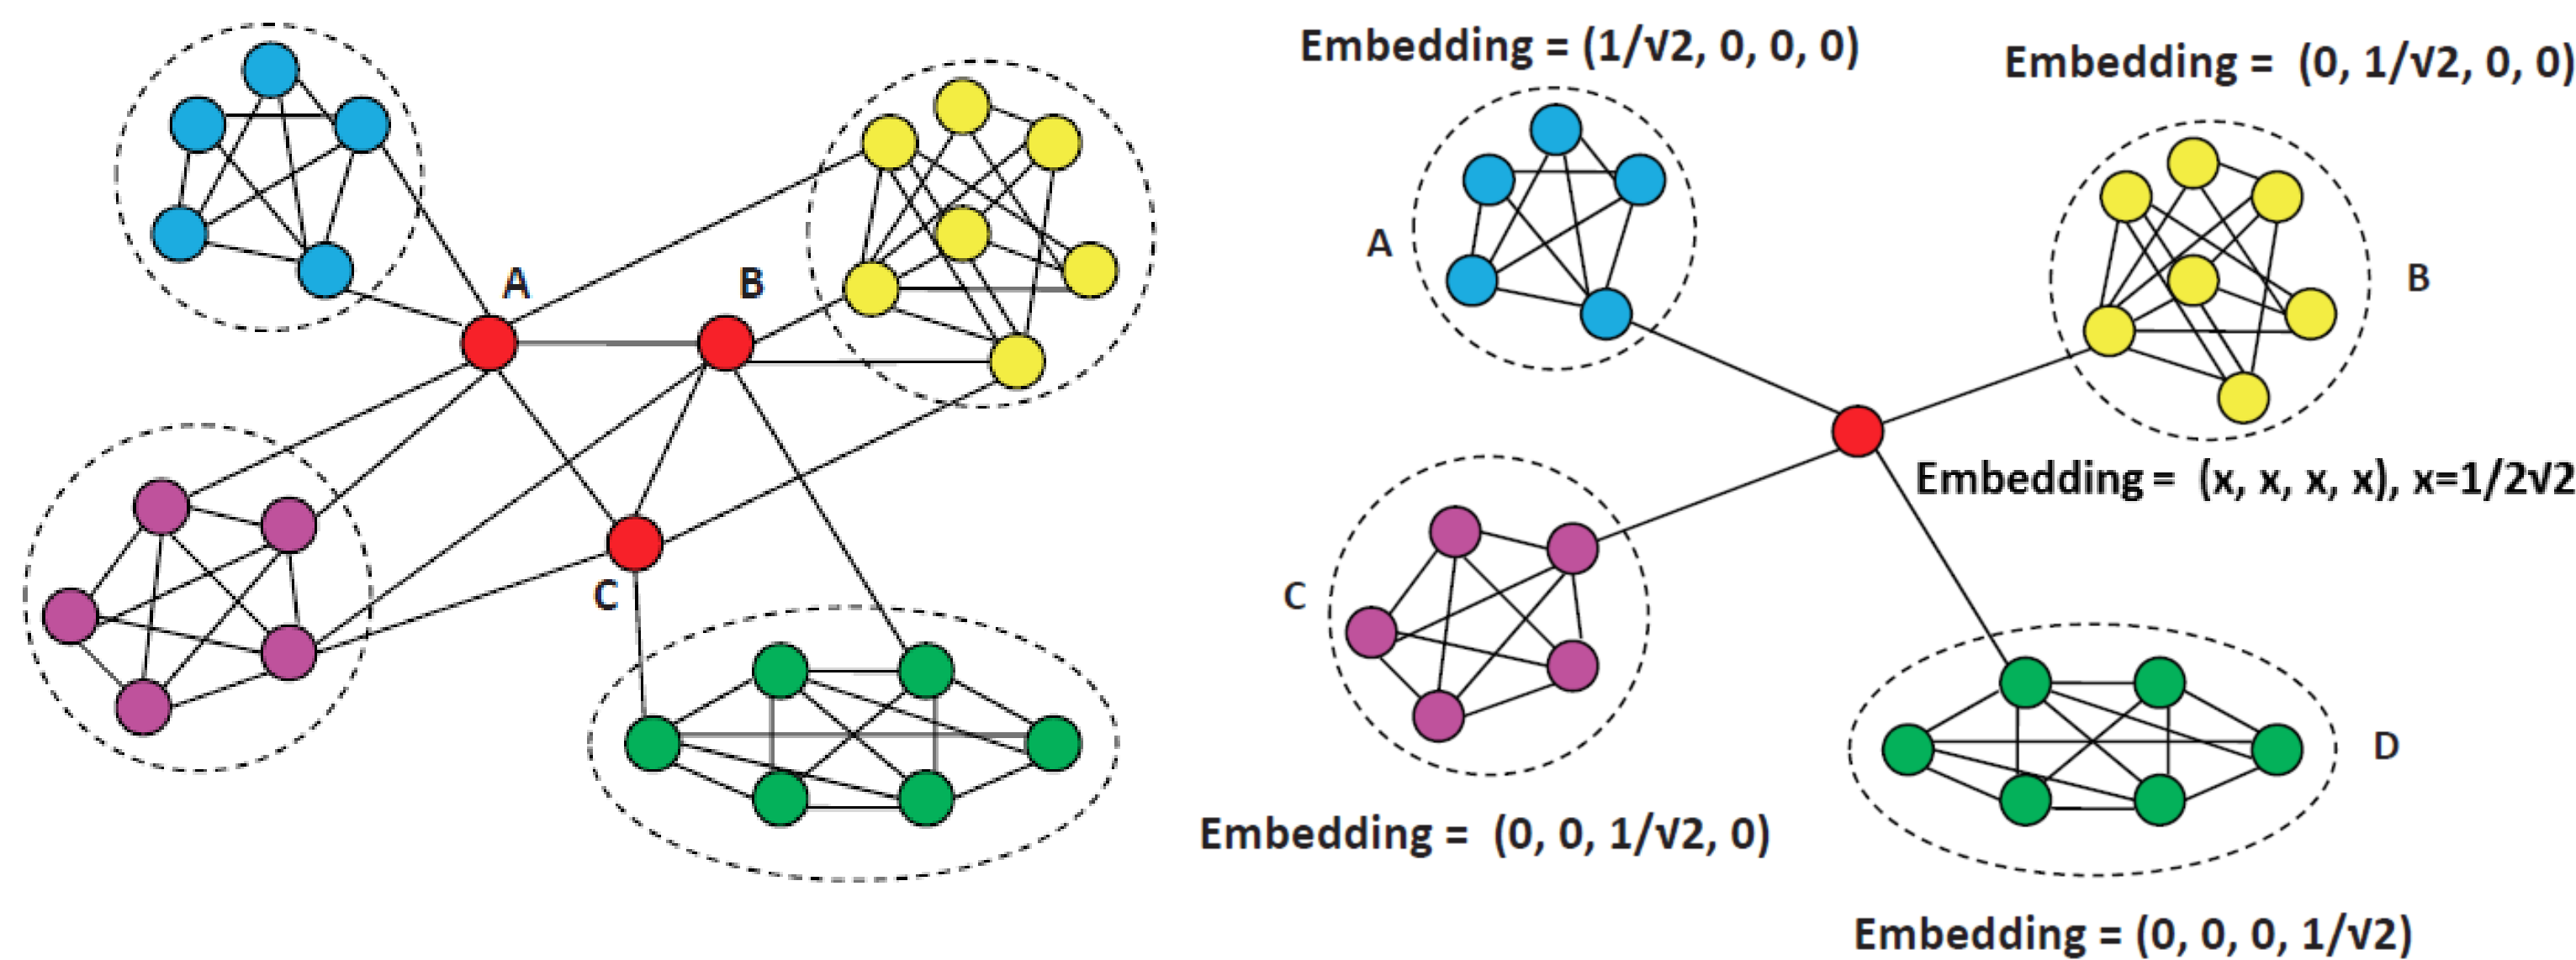 Embedding = (1/√2, 0, 0, 0)
Embedding = (0, 1/√2, 0, 0)
A
B
C
A
B
Embedding = (x, x, x, x), x=1/2√2
C
D
Embedding = (0, 0, 1/√2, 0)
Embedding = (0, 0, 0, 1/√2)